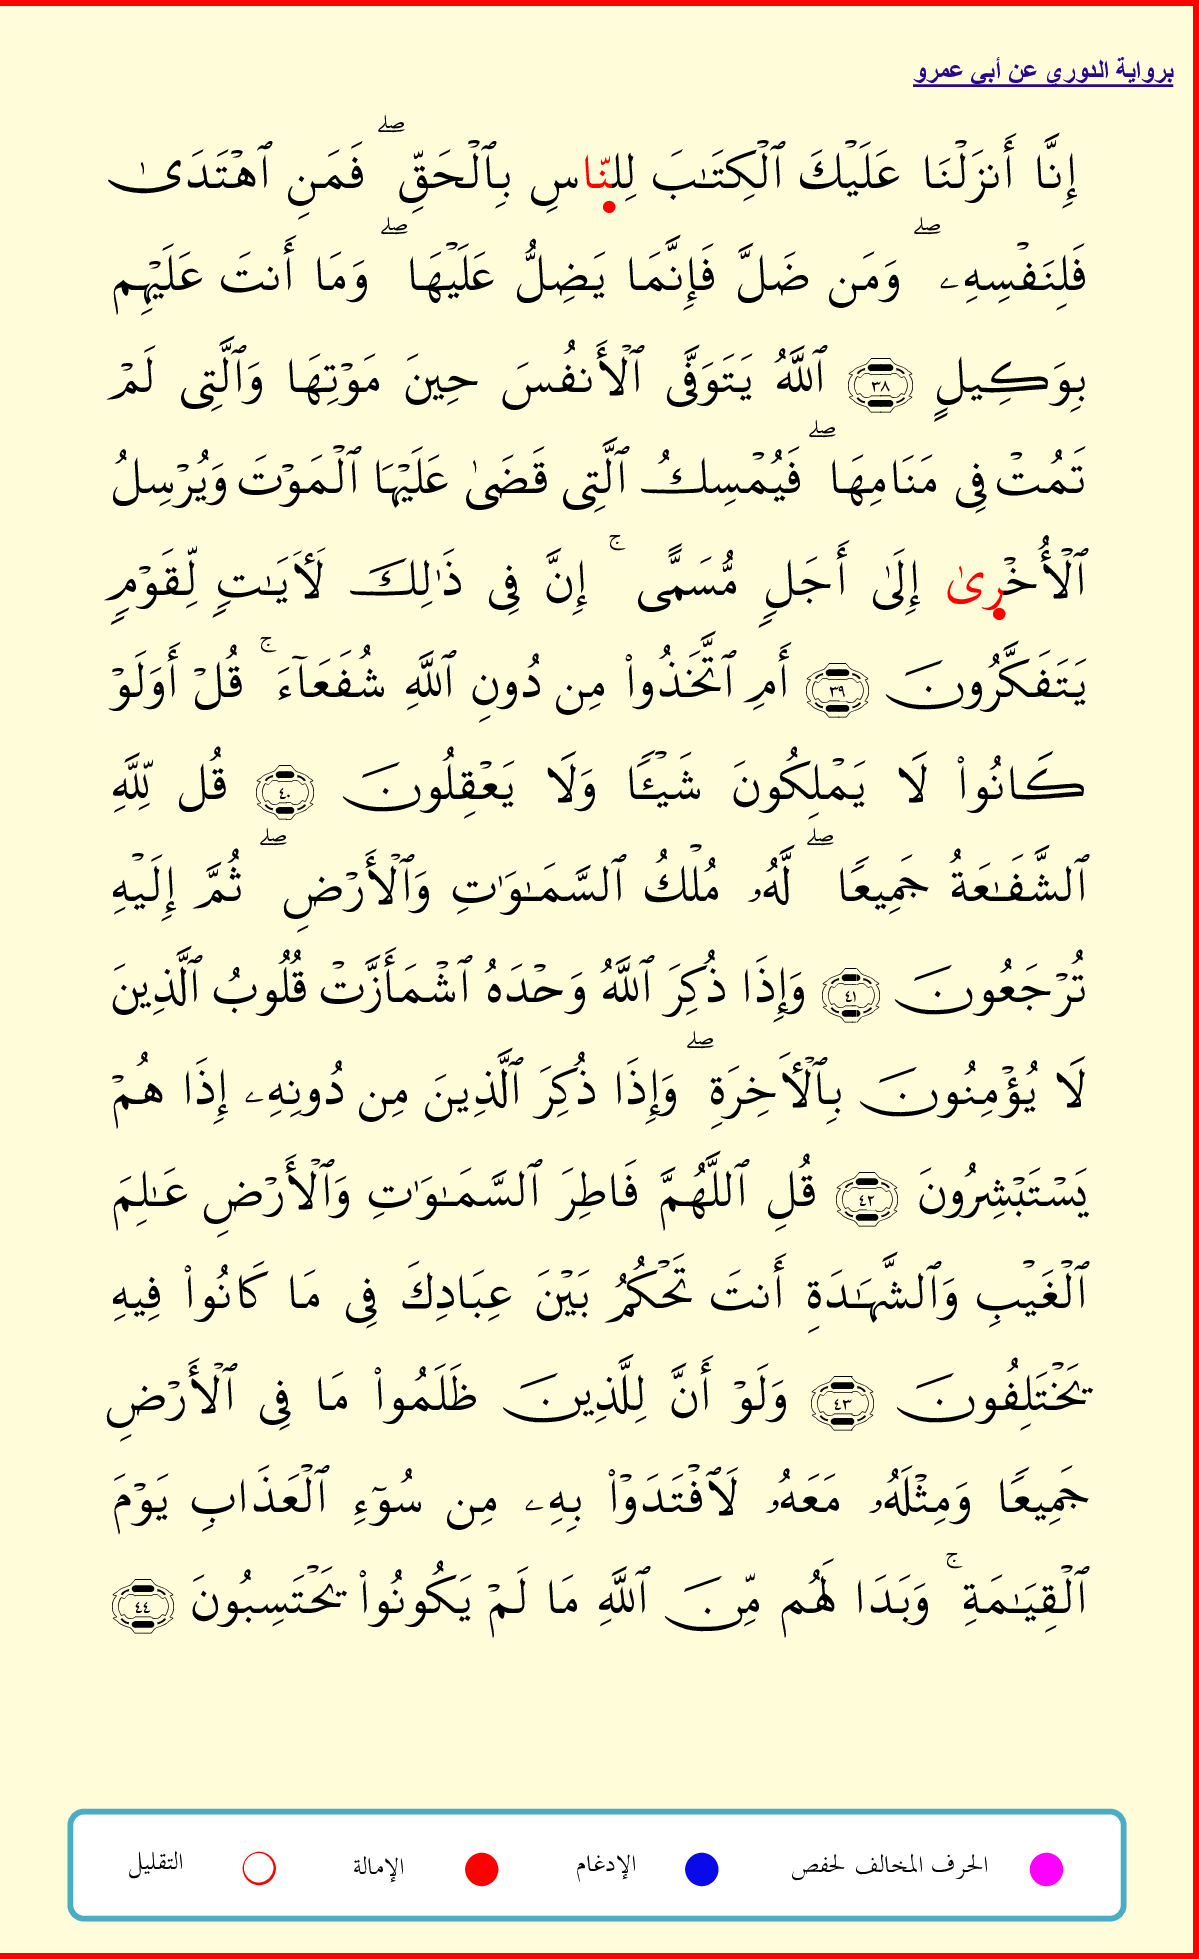 برواية الدوري عن أبي عمرو
إِنَّا أَنزَلْنَا عَلَيْكَ ٱلْكِتَـٰبَ لِلنَّاسِ بِٱلْحَقِّ ۖ فَمَنِ ٱهْتَدَىٰ
فَلِنَفْسِهِۦ ۖ وَمَن ضَلَّ فَإِنَّمَا يَضِلُّ عَلَيْهَا ۖ وَمَا أَنتَ عَلَيْهِم
بِوَكِيلٍ ٣٨ ٱللَّهُ يَتَوَفَّى ٱلْأَنفُسَ حِينَ مَوْتِهَا وَٱلَّتِى لَمْ
تَمُتْ فِى مَنَامِهَا ۖ فَيُمْسِكُ ٱلَّتِى قَضَىٰ عَلَيْهَا ٱلْمَوْتَ وَيُرْسِلُ
ٱلْأُخْرِىٰ إِلَىٰ أَجَلٍ مُّسَمًّى ۚ إِنَّ فِى ذَٰلِكَ لَأَيَـٰتٍ لِّقَوْمٍ
يَتَفَكَّرُونَ ٣٩ أَمِ ٱتَّخَذُوا۟ مِن دُونِ ٱللَّهِ شُفَعَآءَ ۚ قُلْ أَوَلَوْ
كَانُوا۟ لَا يَمْلِكُونَ شَيْـًٔا وَلَا يَعْقِلُونَ ٤٠ قُل لِّلَّهِ
ٱلشَّفَـٰعَةُ جَمِيعًا ۖ لَّهُۥ مُلْكُ ٱلسَّمَـٰوَٰتِ وَٱلْأَرْضِ ۖ ثُمَّ إِلَيْهِ
تُرْجَعُونَ ٤١ وَإِذَا ذُكِرَ ٱللَّهُ وَحْدَهُ ٱشْمَأَزَّتْ قُلُوبُ ٱلَّذِينَ
لَا يُؤْمِنُونَ بِٱلْأَخِرَةِ ۖ وَإِذَا ذُكِرَ ٱلَّذِينَ مِن دُونِهِۦ إِذَا هُمْ
يَسْتَبْشِرُونَ ٤٢ قُلِ ٱللَّهُمَّ فَاطِرَ ٱلسَّمَـٰوَٰتِ وَٱلْأَرْضِ عَـٰلِمَ
ٱلْغَيْبِ وَٱلشَّهَـٰدَةِ أَنتَ تَحْكُمُ بَيْنَ عِبَادِكَ فِى مَا كَانُوا۟ فِيهِ
يَخْتَلِفُونَ ٤٣ وَلَوْ أَنَّ لِلَّذِينَ ظَلَمُوا۟ مَا فِى ٱلْأَرْضِ
جَمِيعًا وَمِثْلَهُۥ مَعَهُۥ لَٱفْتَدَوْا۟ بِهِۦ مِن سُوٓءِ ٱلْعَذَابِ يَوْمَ
ٱلْقِيَـٰمَةِ ۚ وَبَدَا لَهُم مِّنَ ٱللَّهِ مَا لَمْ يَكُونُوا۟ يَحْتَسِبُونَ ٤٤
الحرف المخالف لحفص الإدغام الإمالة التقليل